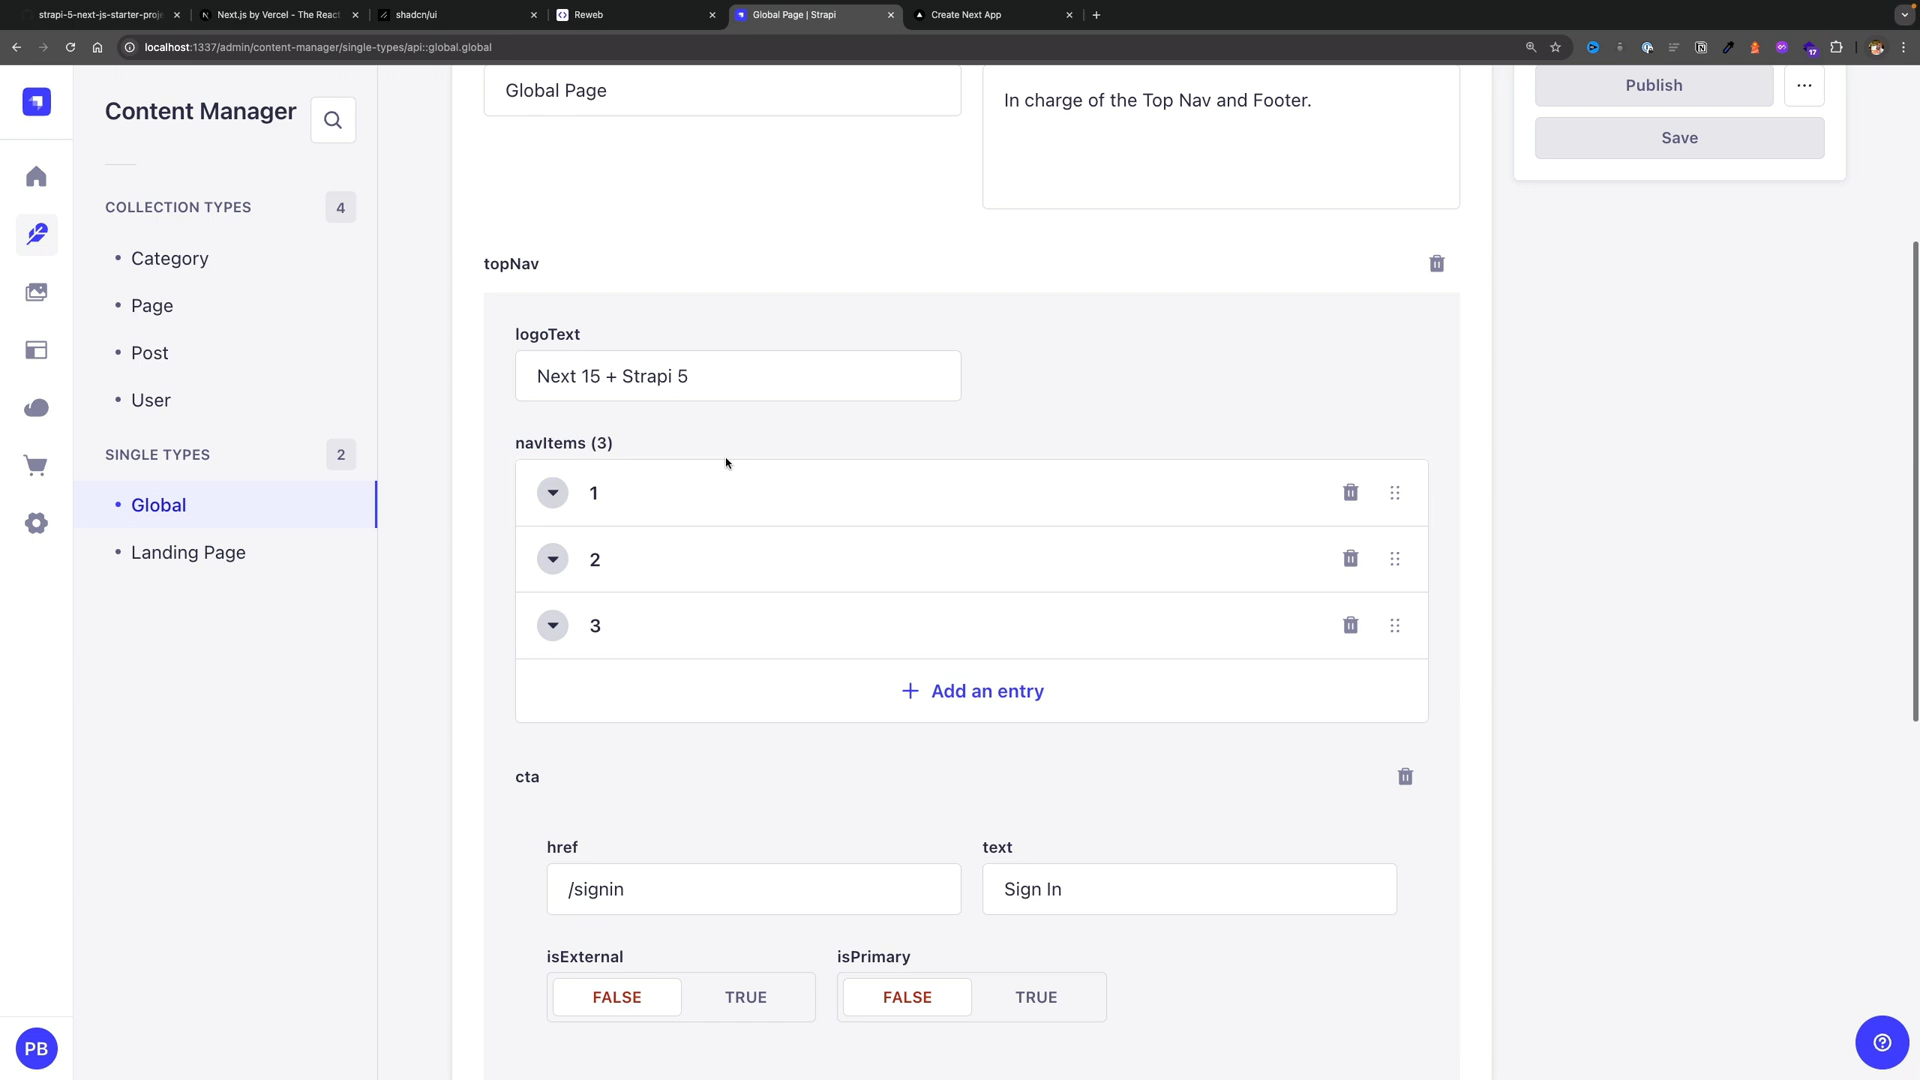 strapi-5-next-js-starter-proje
Next.js by Vercel - The React
shadcn/ui
Reweb
Global Page | Strapi
Create Next App
localhost:1337/admin/content-manager/single-types/api::global.global
17
Content Manager
COLLECTION TYPES 4
Category
Page
Post
User
SINGLE TYPES 2
Global
Landing Page
PB
Global Page
In charge of the Top Nav and Footer.
Publish
Save
topNav
logoText
Next 15 + Strapi 5
navItems (3)
1
2
3
Add an entry
cta
href
text
/signin
Sign In
isExternal
isPrimary
FALSE TRUE
FALSE TRUE